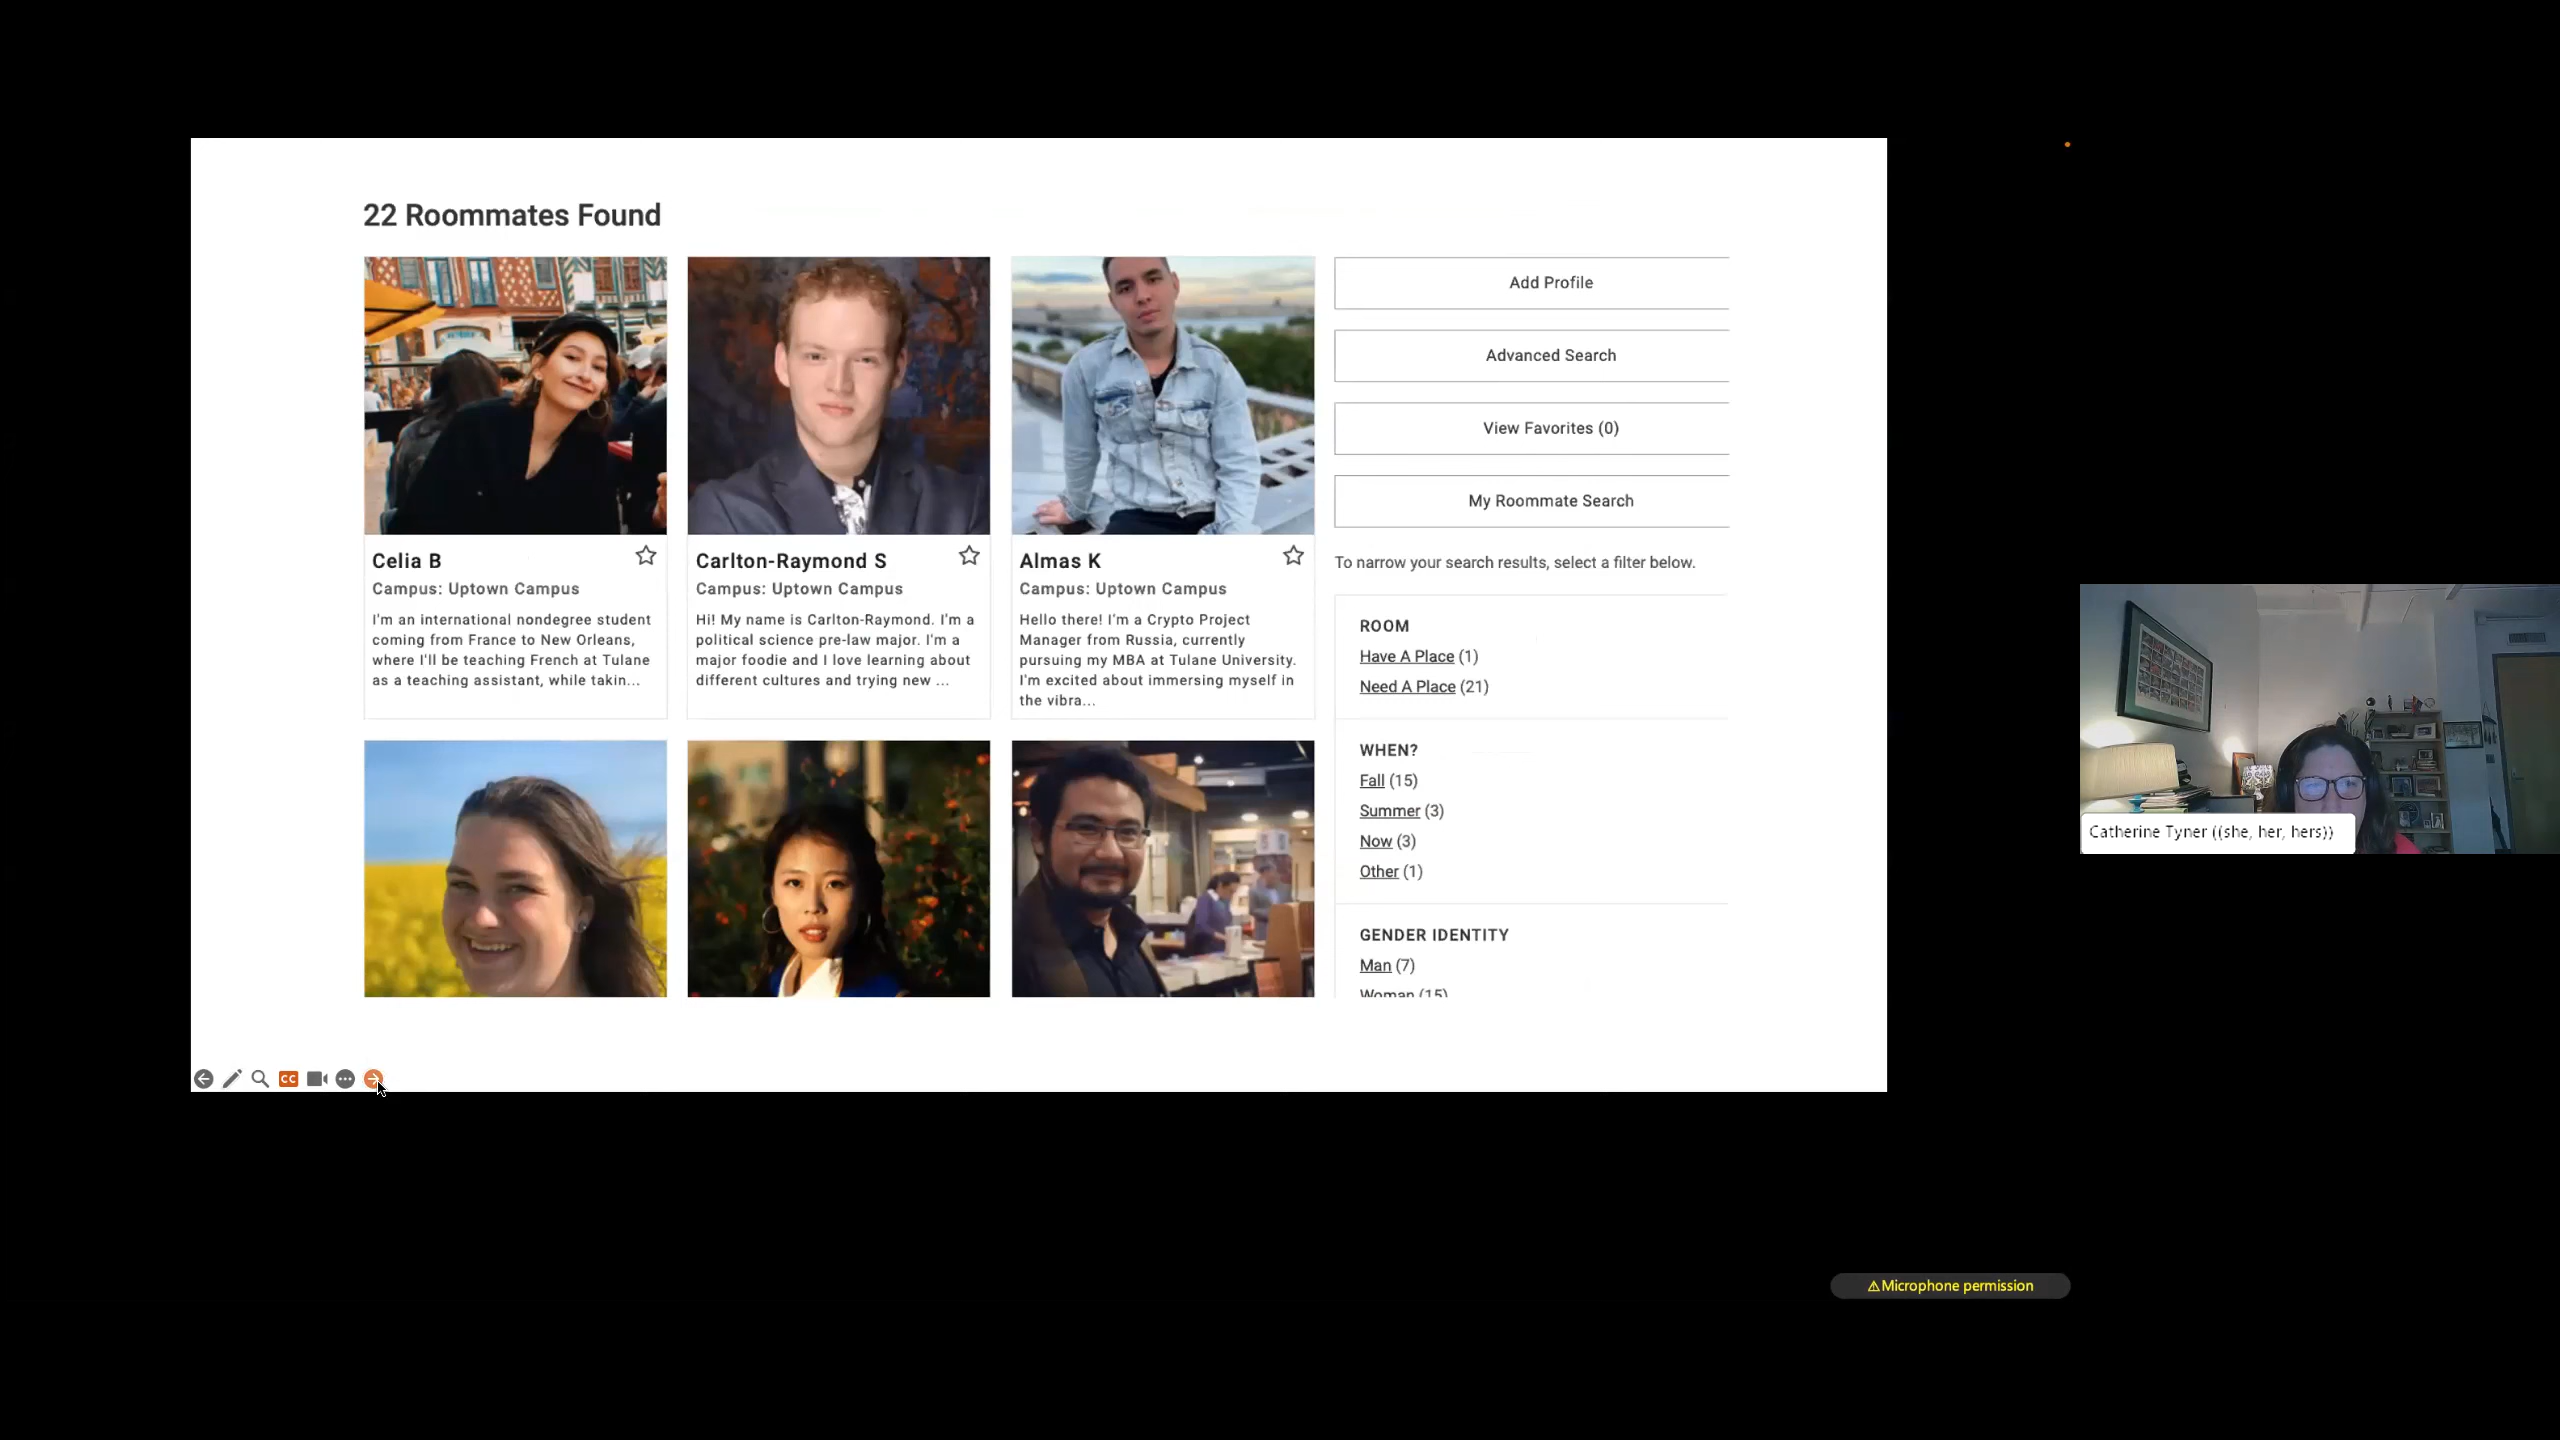 22 Roommates Found
Celia B
Campus: Uptown Campus
I'm an international nondegree student
coming from France to New Orleans,
where I'll be teaching French at Tulane
as a teaching assistant, while takin...
Carlton-Raymond S
Campus: Uptown Campus
Hi! My name is Carlton-Raymond. I'm a
political science pre-law major. I'm a
major foodie and I love learning about
different cultures and trying new ...
Almas K
Campus: Uptown Campus
Hello there! I'm a Crypto Project
Manager from Russia, currently
pursuing my MBA at Tulane University.
I'm excited about immersing myself in
the vibra...
Add Profile
Advanced Search
View Favorites (0)
My Roommate Search
To narrow your search results, select a filter below.
ROOM
Have A Place (1)
Need A Place (21)
WHEN?
Fall (15)
Summer (3)
Now (3)
Other (1)
GENDER IDENTITY
Man (7)
Woman (15)
CC
Catherine Tyner ((she, her, hers))
⚠Microphone permission